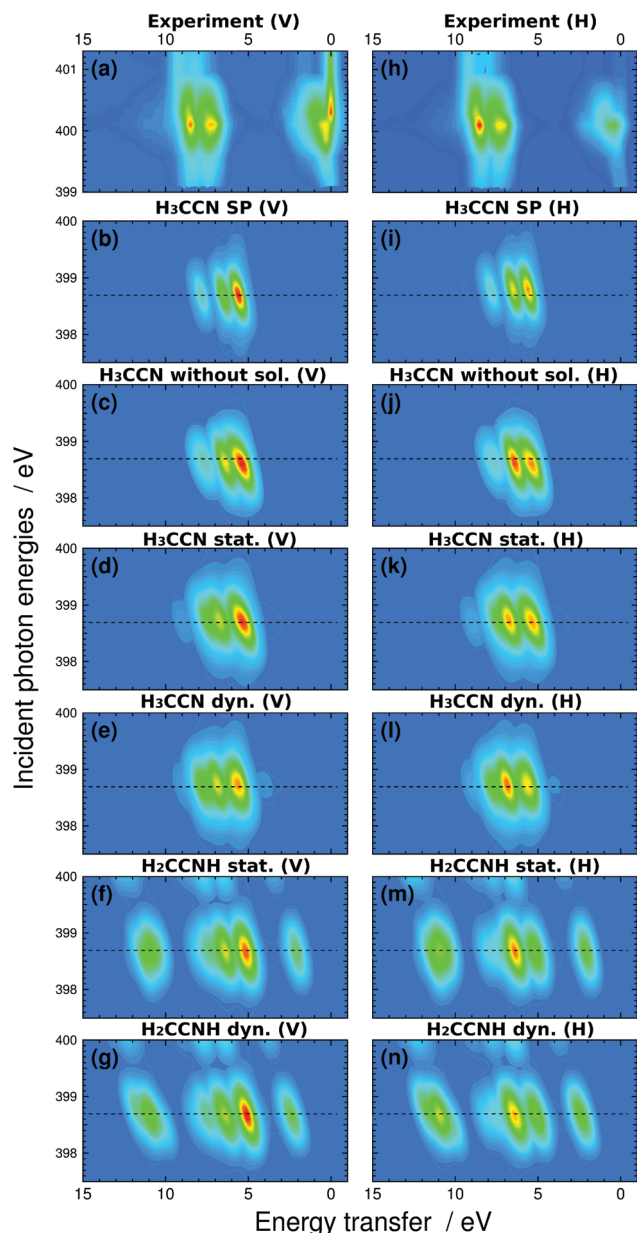 Experiment (V) Experiment (H)
15 10 5 0 15 10 5 0
401 (a) (h)
400
399
H₃CCN SP (V) H₃CCN SP (H)
400 (b) (i)
399
398
H₃CCN without sol. (V) H₃CCN without sol. (H)
400 (c) (j)
399
398
H₃CCN stat. (V) H₃CCN stat. (H)
400 (d) (k)
399
398
H₃CCN dyn. (V) H₃CCN dyn. (H)
400 (e) (l)
399
398
H₂CCNH stat. (V) H₂CCNH stat. (H)
400 (f) (m)
399
398
H₂CCNH dyn. (V) H₂CCNH dyn. (H)
400 (g) (n)
399
398
15 10 5 0 15 10 5 0
Incident photon energies / eV
Energy transfer / eV